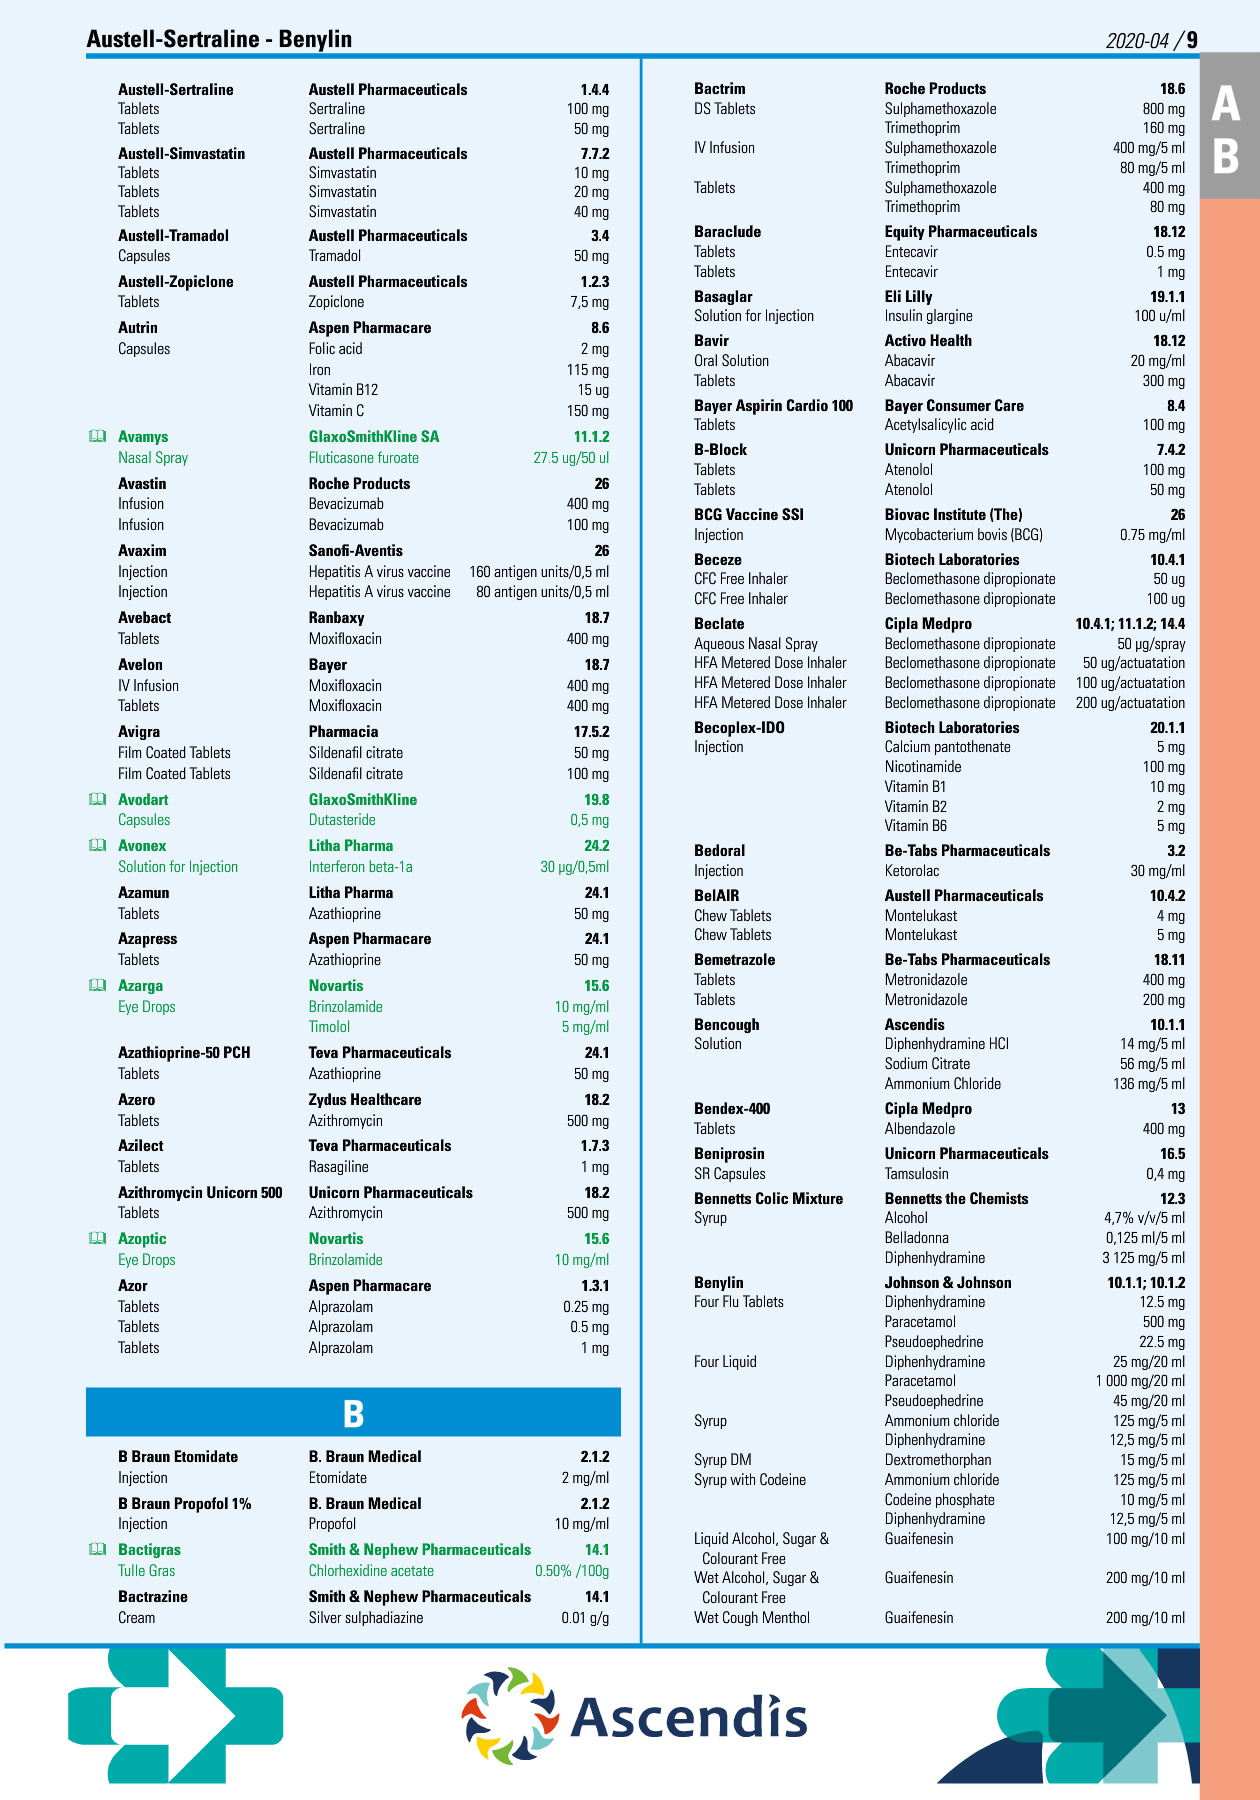 Austell-Sertraline - Benylin 2020-04 / 9
A
B
Austell-Sertraline Austell Pharmaceuticals 1.4.4
Tablets Sertraline 100 mg
Tablets Sertraline 50 mg
Austell-Simvastatin Austell Pharmaceuticals 7.7.2
Tablets Simvastatin 10 mg
Tablets Simvastatin 20 mg
Tablets Simvastatin 40 mg
Austell-Tramadol Austell Pharmaceuticals 3.4
Capsules Tramadol 50 mg
Austell-Zopiclone Austell Pharmaceuticals 1.2.3
Tablets Zopiclone 7,5 mg
Autrin Aspen Pharmacare 8.6
Capsules Folic acid 2 mg
Iron 115 mg
Vitamin B12 15 ug
Vitamin C 150 mg
Avamys GlaxoSmithKline SA 11.1.2
Nasal Spray Fluticasone furoate 27.5 ug/50 ul
Avastin Roche Products 26
Infusion Bevacizumab 400 mg
Infusion Bevacizumab 100 mg
Avaxim Sanofi-Aventis 26
Injection Hepatitis A virus vaccine 160 antigen units/0,5 ml
Injection Hepatitis A virus vaccine 80 antigen units/0,5 ml
Avebact Ranbaxy 18.7
Tablets Moxifloxacin 400 mg
Avelon Bayer 18.7
IV Infusion Moxifloxacin 400 mg
Tablets Moxifloxacin 400 mg
Avigra Pharmacia 17.5.2
Film Coated Tablets Sildenafil citrate 50 mg
Film Coated Tablets Sildenafil citrate 100 mg
Avodart GlaxoSmithKline 19.8
Capsules Dutasteride 0,5 mg
Avonex Litha Pharma 24.2
Solution for Injection Interferon beta-1a 30 µg/0,5ml
Azamun Litha Pharma 24.1
Tablets Azathioprine 50 mg
Azapress Aspen Pharmacare 24.1
Tablets Azathioprine 50 mg
Azarga Novartis 15.6
Eye Drops Brinzolamide 10 mg/ml
Timolol 5 mg/ml
Azathioprine-50 PCH Teva Pharmaceuticals 24.1
Tablets Azathioprine 50 mg
Azero Zydus Healthcare 18.2
Tablets Azithromycin 500 mg
Azilect Teva Pharmaceuticals 1.7.3
Tablets Rasagiline 1 mg
Azithromycin Unicorn 500 Unicorn Pharmaceuticals 18.2
Tablets Azithromycin 500 mg
Azoptic Novartis 15.6
Eye Drops Brinzolamide 10 mg/ml
Azor Aspen Pharmacare 1.3.1
Tablets Alprazolam 0.25 mg
Tablets Alprazolam 0.5 mg
Tablets Alprazolam 1 mg
B
B Braun Etomidate B. Braun Medical 2.1.2
Injection Etomidate 2 mg/ml
B Braun Propofol 1% B. Braun Medical 2.1.2
Injection Propofol 10 mg/ml
Bactigras Smith & Nephew Pharmaceuticals 14.1
Tulle Gras Chlorhexidine acetate 0.50% /100g
Bactrazine Smith & Nephew Pharmaceuticals 14.1
Cream Silver sulphadiazine 0.01 g/g
Bactrim Roche Products 18.6
DS Tablets Sulphamethoxazole 800 mg
Trimethoprim 160 mg
IV Infusion Sulphamethoxazole 400 mg/5 ml
Trimethoprim 80 mg/5 ml
Tablets Sulphamethoxazole 400 mg
Trimethoprim 80 mg
Baraclude Equity Pharmaceuticals 18.12
Tablets Entecavir 0.5 mg
Tablets Entecavir 1 mg
Basaglar Eli Lilly 19.1.1
Solution for Injection Insulin glargine 100 u/ml
Bavir Activo Health 18.12
Oral Solution Abacavir 20 mg/ml
Tablets Abacavir 300 mg
Bayer Aspirin Cardio 100 Bayer Consumer Care 8.4
Tablets Acetylsalicylic acid 100 mg
B-Block Unicorn Pharmaceuticals 7.4.2
Tablets Atenolol 100 mg
Tablets Atenolol 50 mg
BCG Vaccine SSI Biovac Institute (The) 26
Injection Mycobacterium bovis (BCG) 0.75 mg/ml
Beceze Biotech Laboratories 10.4.1
CFC Free Inhaler Beclomethasone dipropionate 50 ug
CFC Free Inhaler Beclomethasone dipropionate 100 ug
Beclate Cipla Medpro 10.4.1; 11.1.2; 14.4
Aqueous Nasal Spray Beclomethasone dipropionate 50 µg/spray
HFA Metered Dose Inhaler Beclomethasone dipropionate 50 ug/actuatation
HFA Metered Dose Inhaler Beclomethasone dipropionate 100 ug/actuatation
HFA Metered Dose Inhaler Beclomethasone dipropionate 200 ug/actuatation
Becoplex-IDO Biotech Laboratories 20.1.1
Injection Calcium pantothenate 5 mg
Nicotinamide 100 mg
Vitamin B1 10 mg
Vitamin B2 2 mg
Vitamin B6 5 mg
Bedoral Be-Tabs Pharmaceuticals 3.2
Injection Ketorolac 30 mg/ml
BelAIR Austell Pharmaceuticals 10.4.2
Chew Tablets Montelukast 4 mg
Chew Tablets Montelukast 5 mg
Bemetrazole Be-Tabs Pharmaceuticals 18.11
Tablets Metronidazole 400 mg
Tablets Metronidazole 200 mg
Bencough Ascendis 10.1.1
Solution Diphenhydramine HCl 14 mg/5 ml
Sodium Citrate 56 mg/5 ml
Ammonium Chloride 136 mg/5 ml
Bendex-400 Cipla Medpro 13
Tablets Albendazole 400 mg
Beniprosin Unicorn Pharmaceuticals 16.5
SR Capsules Tamsulosin 0,4 mg
Bennetts Colic Mixture Bennetts the Chemists 12.3
Syrup Alcohol 4,7% v/v/5 ml
Belladonna 0,125 ml/5 ml
Diphenhydramine 3 125 mg/5 ml
Benylin Johnson & Johnson 10.1.1; 10.1.2
Four Flu Tablets Diphenhydramine 12.5 mg
Paracetamol 500 mg
Pseudoephedrine 22.5 mg
Four Liquid Diphenhydramine 25 mg/20 ml
Paracetamol 1 000 mg/20 ml
Pseudoephedrine 45 mg/20 ml
Syrup Ammonium chloride 125 mg/5 ml
Diphenhydramine 12,5 mg/5 ml
Syrup DM Dextromethorphan 15 mg/5 ml
Syrup with Codeine Ammonium chloride 125 mg/5 ml
Codeine phosphate 10 mg/5 ml
Diphenhydramine 12,5 mg/5 ml
Liquid Alcohol, Sugar & Guaifenesin 100 mg/10 ml
Colourant Free
Wet Alcohol, Sugar & Guaifenesin 200 mg/10 ml
Colourant Free
Wet Cough Menthol Guaifenesin 200 mg/10 ml
Ascendis